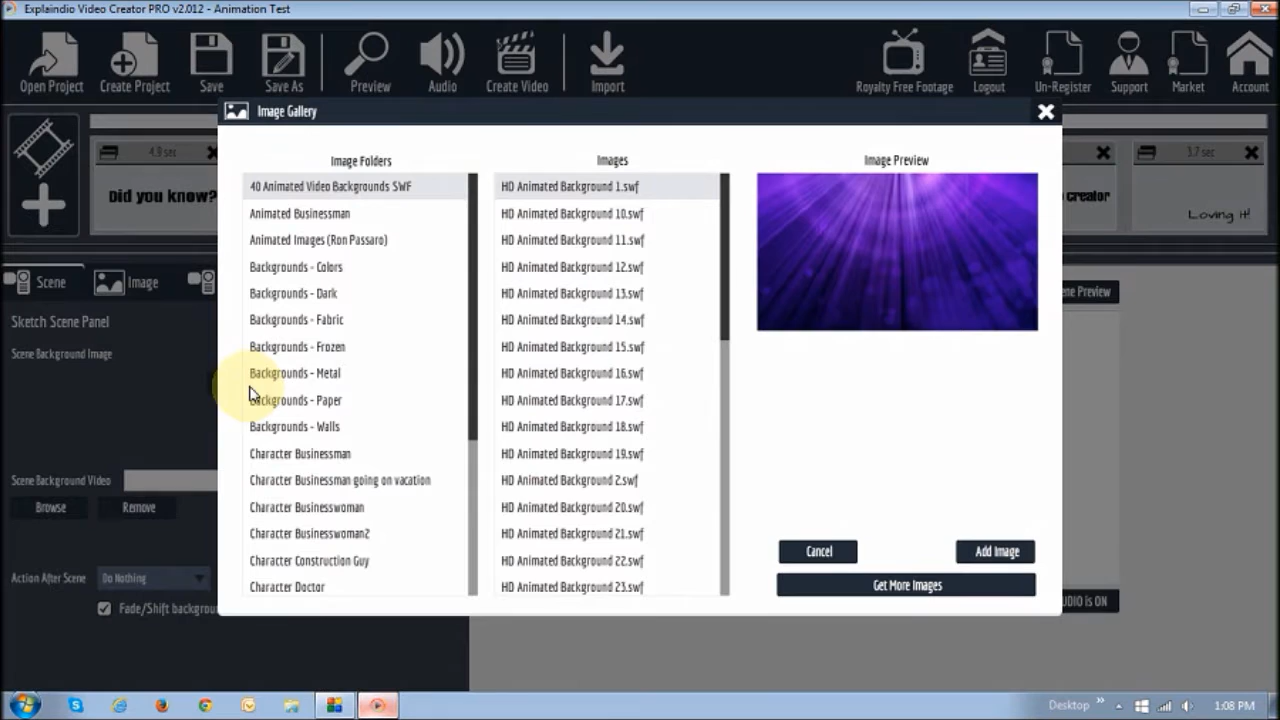 Explaindio Video Creator PRO v2.012 - Animation Test
Open Project
Create Project
Save
Save As
Preview
Audio
Create Video
Import
Royalty Free Footage
Logout
Un-Register
Support
Market
Account
Image Gallery
4.9 sec
Did you know?
creator
3.7 sec
Loving it!
Scene
Image
Sketch Scene Panel
Scene Background Image
Scene Background Video
Browse
Remove
Action After Scene
Do Nothing
Fade/Shift backgrou
Image Folders
40 Animated Video Backgrounds SWF
Animated Businessman
Animated Images (Ron Passaro)
Backgrounds - Colors
Backgrounds - Dark
Backgrounds - Fabric
Backgrounds - Frozen
Backgrounds - Metal
Backgrounds - Paper
Backgrounds - Walls
Character Businessman
Character Businessman going on vacation
Character Businesswoman
Character Businesswoman2
Character Construction Guy
Character Doctor
Images
HD Animated Background 1.swf
HD Animated Background 10.swf
HD Animated Background 11.swf
HD Animated Background 12.swf
HD Animated Background 13.swf
HD Animated Background 14.swf
HD Animated Background 15.swf
HD Animated Background 16.swf
HD Animated Background 17.swf
HD Animated Background 18.swf
HD Animated Background 19.swf
HD Animated Background 2.swf
HD Animated Background 20.swf
HD Animated Background 21.swf
HD Animated Background 22.swf
HD Animated Background 23.swf
Image Preview
Cancel
Add Image
Get More Images
ene Preview
UDIO is ON
Desktop
1:08 PM